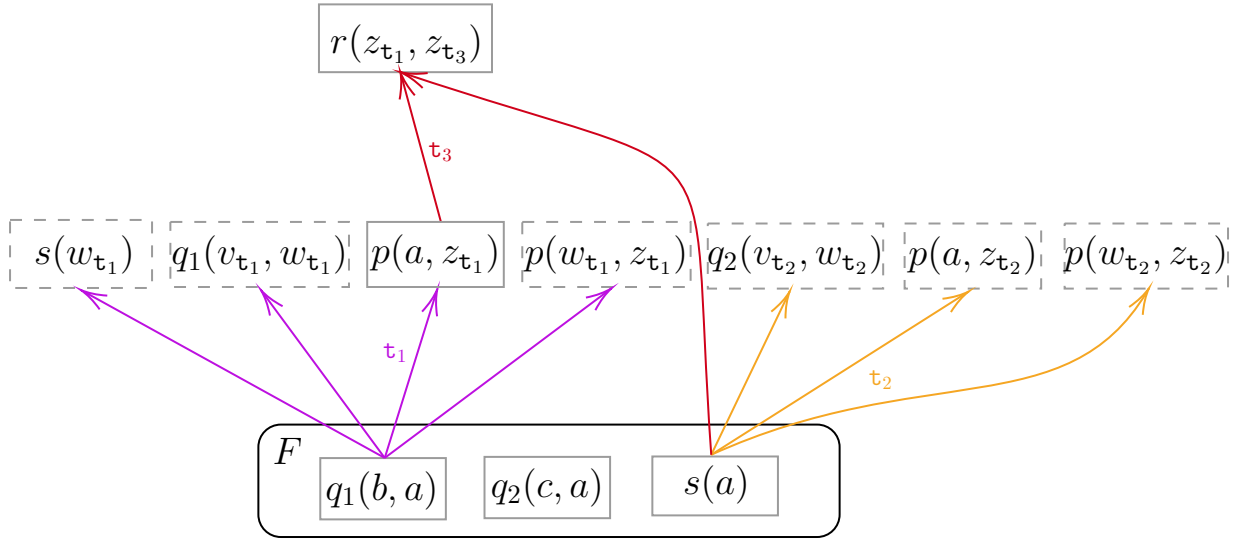 r(z_{t_1}, z_{t_3})
t_3
s(w_{t_1}) q_1(v_{t_1}, w_{t_1}) p(a, z_{t_1}) p(w_{t_1}, z_{t_1}) q_2(v_{t_2}, w_{t_2}) p(a, z_{t_2}) p(w_{t_2}, z_{t_2})
t_1
t_2
F
q_1(b, a) q_2(c, a) s(a)